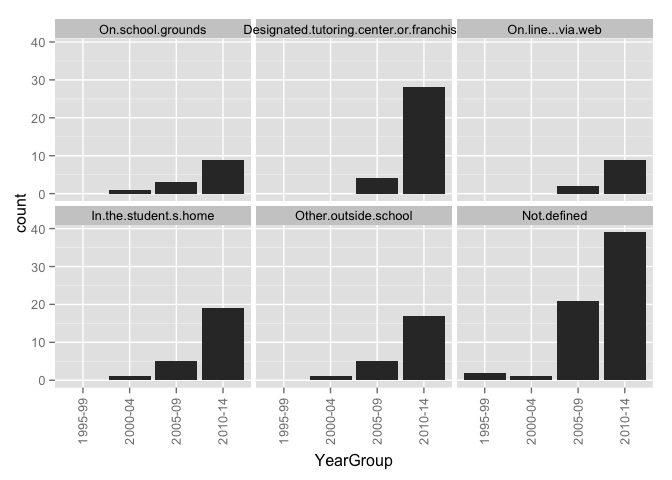 On.school.grounds
Designated.tutoring.center.or.franchis
On.line...via.web
40
30
20
10
0
count
In.the.student.s.home
Other.outside.school
Not.defined
40
30
20
10
0
1995-99
2000-04
2005-09
2010-14
1995-99
2000-04
2005-09
2010-14
1995-99
2000-04
2005-09
2010-14
YearGroup